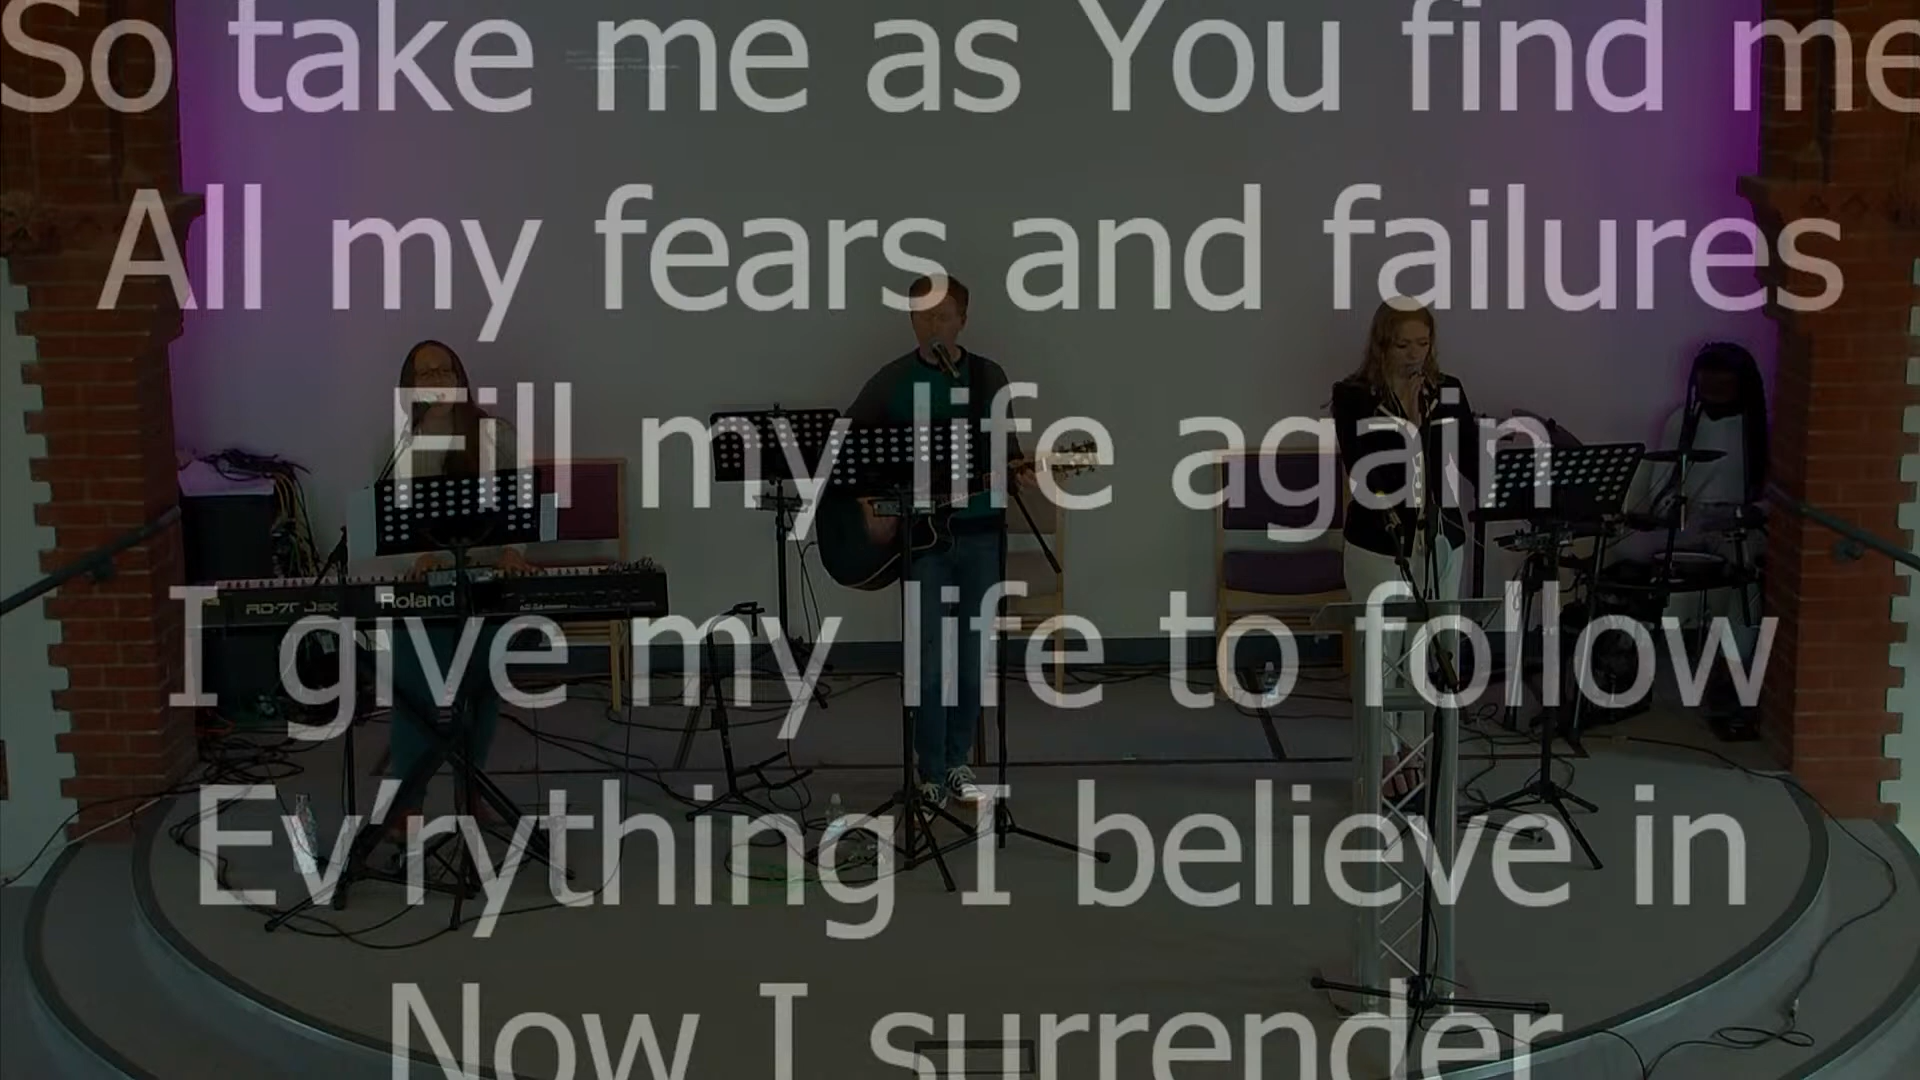 So take me as You find me
All my fears and failures
Fill my life again
I give my life to follow
Ev'rything I believe in
Now I surrender
Roland